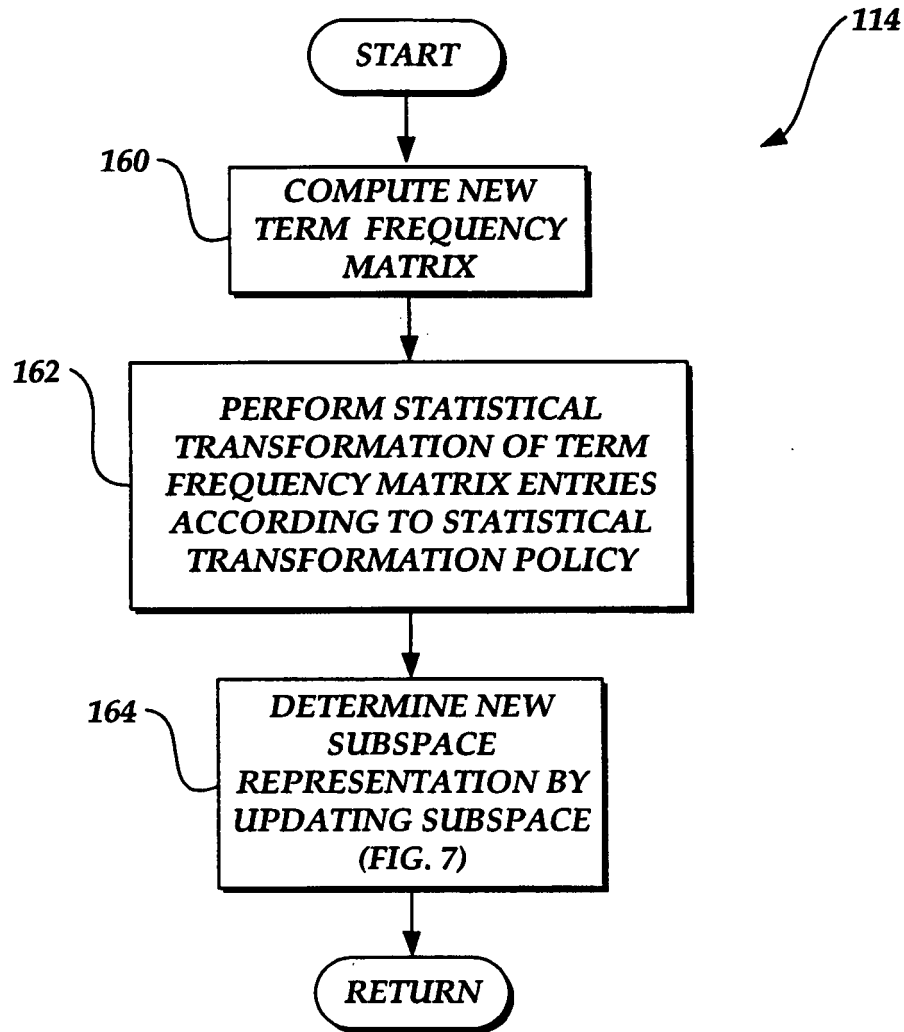 114
START
160
COMPUTE NEW
TERM FREQUENCY
MATRIX
162
PERFORM STATISTICAL
TRANSFORMATION OF TERM
FREQUENCY MATRIX ENTRIES
ACCORDING TO STATISTICAL
TRANSFORMATION POLICY
164
DETERMINE NEW
SUBSPACE
REPRESENTATION BY
UPDATING SUBSPACE
(FIG. 7)
RETURN